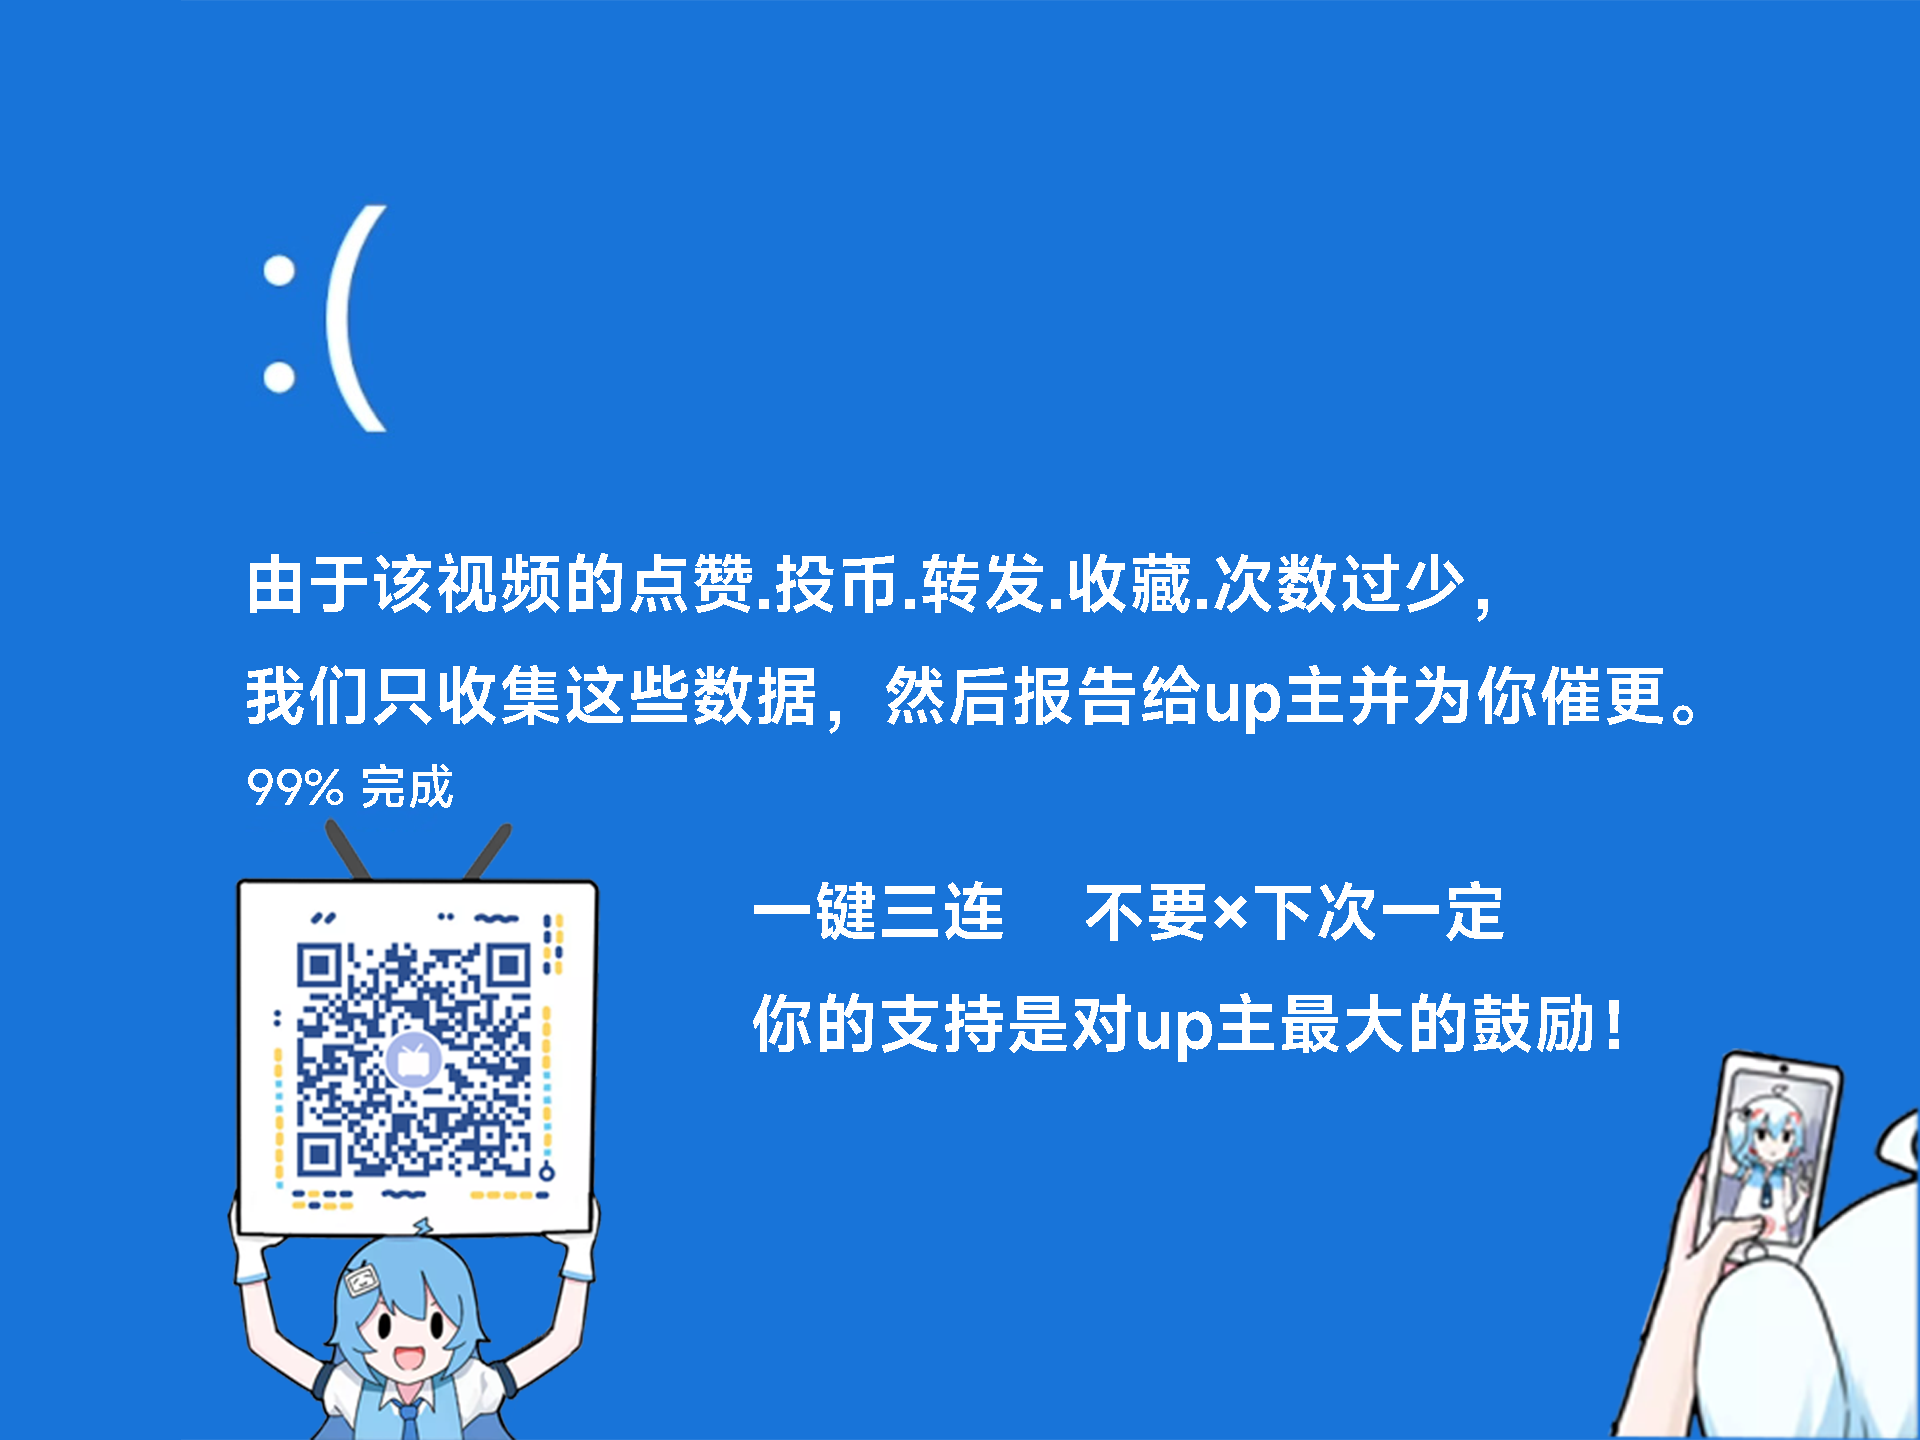 :(
由于该视频的点赞.投币.转发.收藏.次数过少，
我们只收集这些数据，然后报告给up主并为你催更。
99% 完成
一键三连 不要×下次一定
你的支持是对up主最大的鼓励！